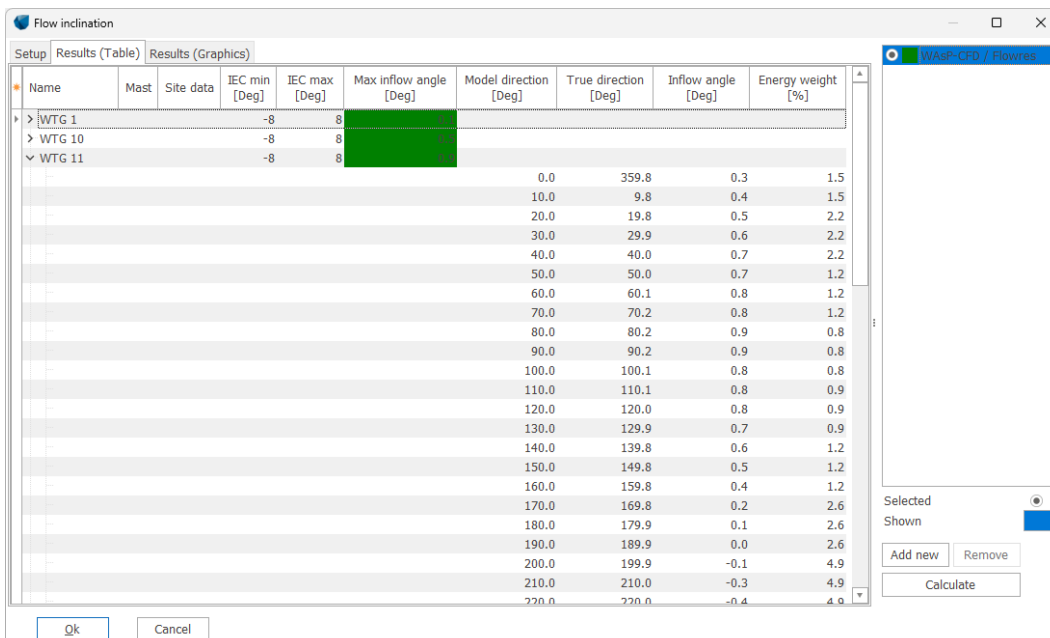 Flow inclination
Setup Results (Table) Results (Graphics)
WAsP-CFD / Flowres
Name Mast Site data IEC min [Deg] IEC max [Deg] Max inflow angle [Deg] Model direction [Deg] True direction [Deg] Inflow angle [Deg] Energy weight [%]
WTG 1 -8 8
WTG 10 -8 8
WTG 11 -8 8
0.0 359.8 0.3 1.5
10.0 9.8 0.4 1.5
20.0 19.8 0.5 2.2
30.0 29.9 0.6 2.2
40.0 40.0 0.7 2.2
50.0 50.0 0.7 1.2
60.0 60.1 0.8 1.2
70.0 70.2 0.8 1.2
80.0 80.2 0.9 0.8
90.0 90.2 0.9 0.8
100.0 100.1 0.8 0.8
110.0 110.1 0.8 0.9
120.0 120.0 0.8 0.9
130.0 129.9 0.7 0.9
140.0 139.8 0.6 1.2
150.0 149.8 0.5 1.2
160.0 159.8 0.4 1.2
170.0 169.8 0.2 2.6
180.0 179.9 0.1 2.6
190.0 189.9 0.0 2.6
200.0 199.9 -0.1 4.9
210.0 210.0 -0.3 4.9
220.0 220.0 -0.4 4.9
Selected
Shown
Add new Remove
Calculate
Ok Cancel